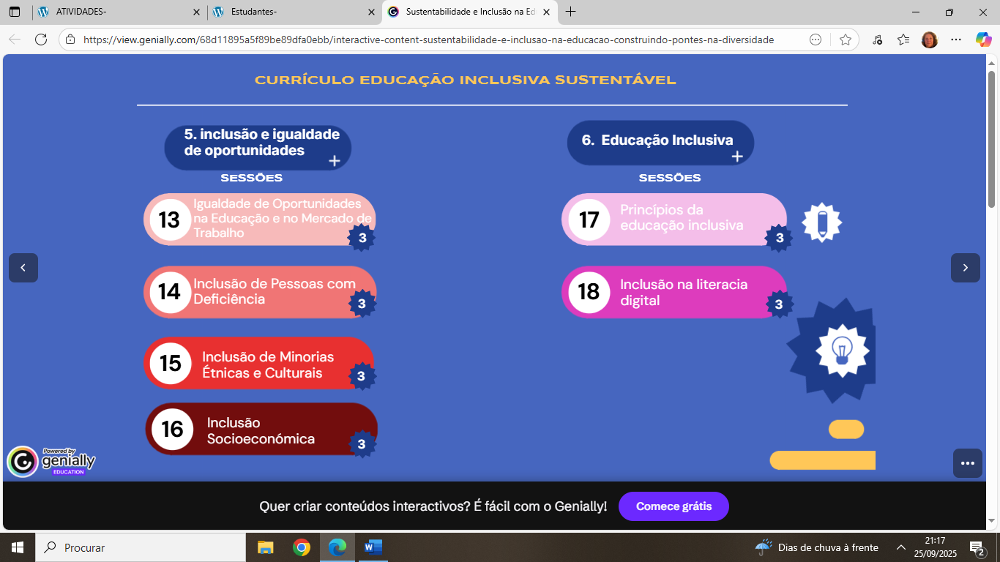 ATIVIDADES-
Estudantes-
Sustentabilidade e Inclusão na Ed
https://view.genially.com/68d11895a5f89be89dfa0ebb/interactive-content-sustentabilidade-e-inclusao-na-educacao-construindo-pontes-na-diversidade
CURRÍCULO EDUCAÇÃO INCLUSIVA SUSTENTÁVEL
5. inclusão e igualdade
de oportunidades
SESSÕES
13
Igualdade de Oportunidades
na Educação e no Mercado de
Trabalho
3
14
Inclusão de Pessoas com
Deficiência
3
15
Inclusão de Minorias
Étnicas e Culturais
3
16
Inclusão
Socioeconómica
3
6. Educação Inclusiva
SESSÕES
17
Princípios da
educação inclusiva
3
18
Inclusão na literacia
digital
3
Powered by
genially
EDUCATION
Quer criar conteúdos interactivos? É fácil com o Genially!
Comece grátis
Procurar
Dias de chuva à frente
21:17
25/09/2025
2